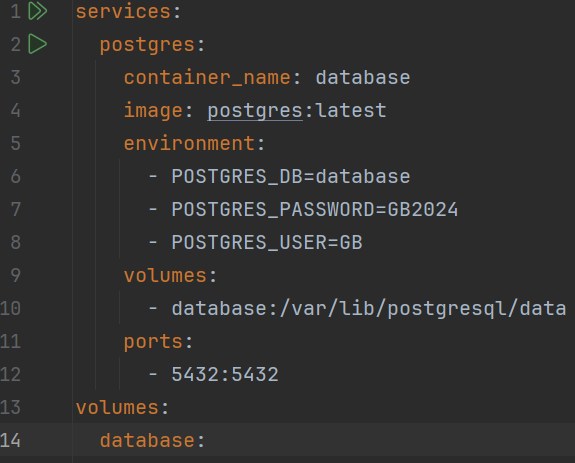 1 services:
2   postgres:
3     container_name: database
4     image: postgres:latest
5     environment:
6       - POSTGRES_DB=database
7       - POSTGRES_PASSWORD=GB2024
8       - POSTGRES_USER=GB
9     volumes:
10       - database:/var/lib/postgresql/data
11     ports:
12       - 5432:5432
13 volumes:
14   database: